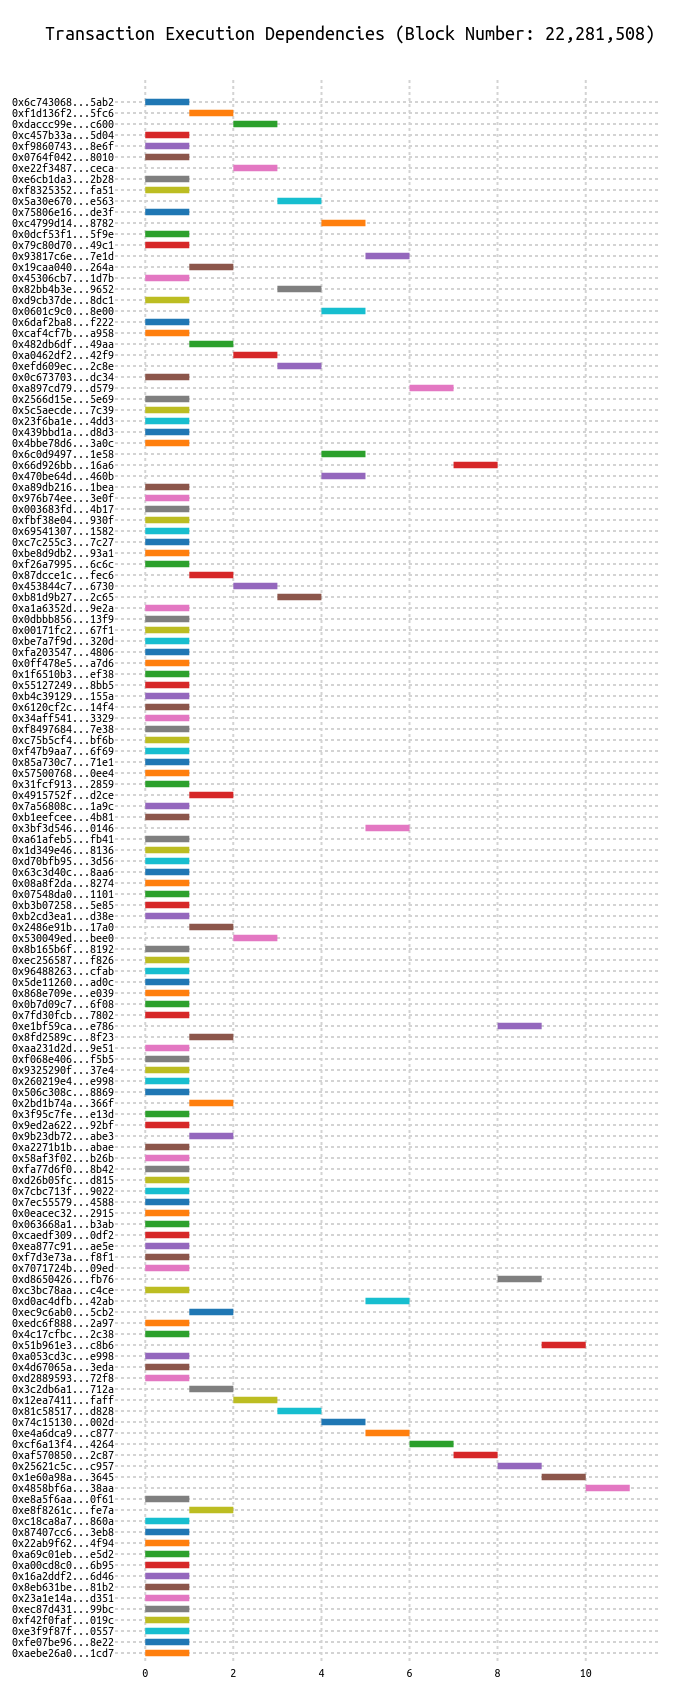 Transaction Execution Dependencies (Block Number: 22,281,508)
0x6c743068...5ab2
0xf1d136f2...5fc6
0xdaccc99e...c600
0xc457b33a...5d04
0xf9860743...8e6f
0x0764f042...8010
0xe22f3487...ceca
0xe6cb1da3...2b28
0xf8325352...fa51
0x5a30e670...e563
0x75806e16...de3f
0xc4799d14...8782
0x0dcf53f1...5f9e
0x79c80d70...49c1
0x93817c6e...7e1d
0x19caa040...264a
0x45306cb7...1d7b
0x82bb4b3e...9652
0xd9cb37de...8dc1
0x0601c9c0...8e00
0x6daf2ba8...f222
0xcaf4cf7b...a958
0x482db6df...49aa
0xa0462df2...42f9
0xefd609ec...2c8e
0x0c673703...dc34
0xa897cd79...d579
0x2566d15e...5e69
0x5c5aecde...7c39
0x23f6ba1e...4dd3
0x439bbd1a...d8d3
0x4bbe78d6...3a0c
0x6c0d9497...1e58
0x66d926bb...16a6
0x470be64d...460b
0xa89db216...1bea
0x976b74ee...3e0f
0x003683fd...4b17
0xfbf38e04...930f
0x69541307...1582
0xc7c255c3...7c27
0xbe8d9db2...93a1
0xf26a7995...6c6c
0x87dcce1c...fec6
0x453844c7...6730
0xb81d9b27...2c65
0xa1a6352d...9e2a
0x0dbbb856...13f9
0x00171fc2...67f1
0xbe7a7f9d...320d
0xfa203547...4806
0x0ff478e5...a7d6
0x1f6510b3...ef38
0x55127249...8bb5
0xb4c39129...155a
0x6120cf2c...14f4
0x34aff541...3329
0xf8497684...7e38
0xc75b5cf4...bf6b
0xf47b9aa7...6f69
0x85a730c7...71e1
0x57500768...0ee4
0x31fcf913...2859
0x4915752f...d2ce
0x7a56808c...1a9c
0xb1eefcee...4b81
0x3bf3d546...0146
0xa61afeb5...fb41
0x1d349e46...8136
0xd70bfb95...3d56
0x63c3d40c...8aa6
0x08a8f2da...8274
0x07548da0...1101
0xb3b07258...5e85
0xb2cd3ea1...d38e
0x2486e91b...17a0
0x530049ed...bee0
0x8b165b6f...8192
0xec256587...f826
0x96488263...cfab
0x5de11260...ad0c
0x868e709e...e039
0x0b7d09c7...6f08
0x7fd30fcb...7802
0xe1bf59ca...e786
0x8fd2589c...8f23
0xaa231d2d...9e51
0xf068e406...f5b5
0x9325290f...37e4
0x260219e4...e998
0x506c308c...8869
0x2bd1b74a...366f
0x3f95c7fe...e13d
0x9ed2a622...92bf
0x9b23db72...abe3
0xa2271b1b...abae
0x58af3f02...b26b
0xfa77d6f0...8b42
0xd26b05fc...d815
0x7cbc713f...9022
0x7ec55579...4588
0x0eacec32...2915
0x063668a1...b3ab
0xcaedf309...0df2
0xea877c91...ae5e
0xf7d3e73a...f8f1
0x7071724b...09ed
0xd8650426...fb76
0xc3bc78aa...c4ce
0xd0ac4dfb...42ab
0xec9c6ab0...5cb2
0xedc6f888...2a97
0x4c17cfbc...2c38
0x51b961e3...c8b6
0xa053cd3c...e998
0x4d67065a...3eda
0xd2889593...72f8
0x3c2db6a1...712a
0x12ea7411...faff
0x81c58517...d828
0x74c15130...002d
0xe4a6dca9...c877
0xcf6a13f4...4264
0xaf570850...2c87
0x25621c5c...c957
0x1e60a98a...3645
0x4858bf6a...38aa
0xe8a5f6aa...0f61
0xe8f8261c...fe7a
0xc18ca8a7...860a
0x87407cc6...3eb8
0x22ab9f62...4f94
0xa69c01eb...e5d2
0xa00cd8c0...6b95
0x16a2ddf2...6d46
0x8eb631be...81b2
0x23a1e14a...d351
0xec87d431...99bc
0xf42f0faf...019c
0xe3f9f87f...0557
0xfe07be96...8e22
0xaebe26a0...1cd7
0 2 4 6 8 10